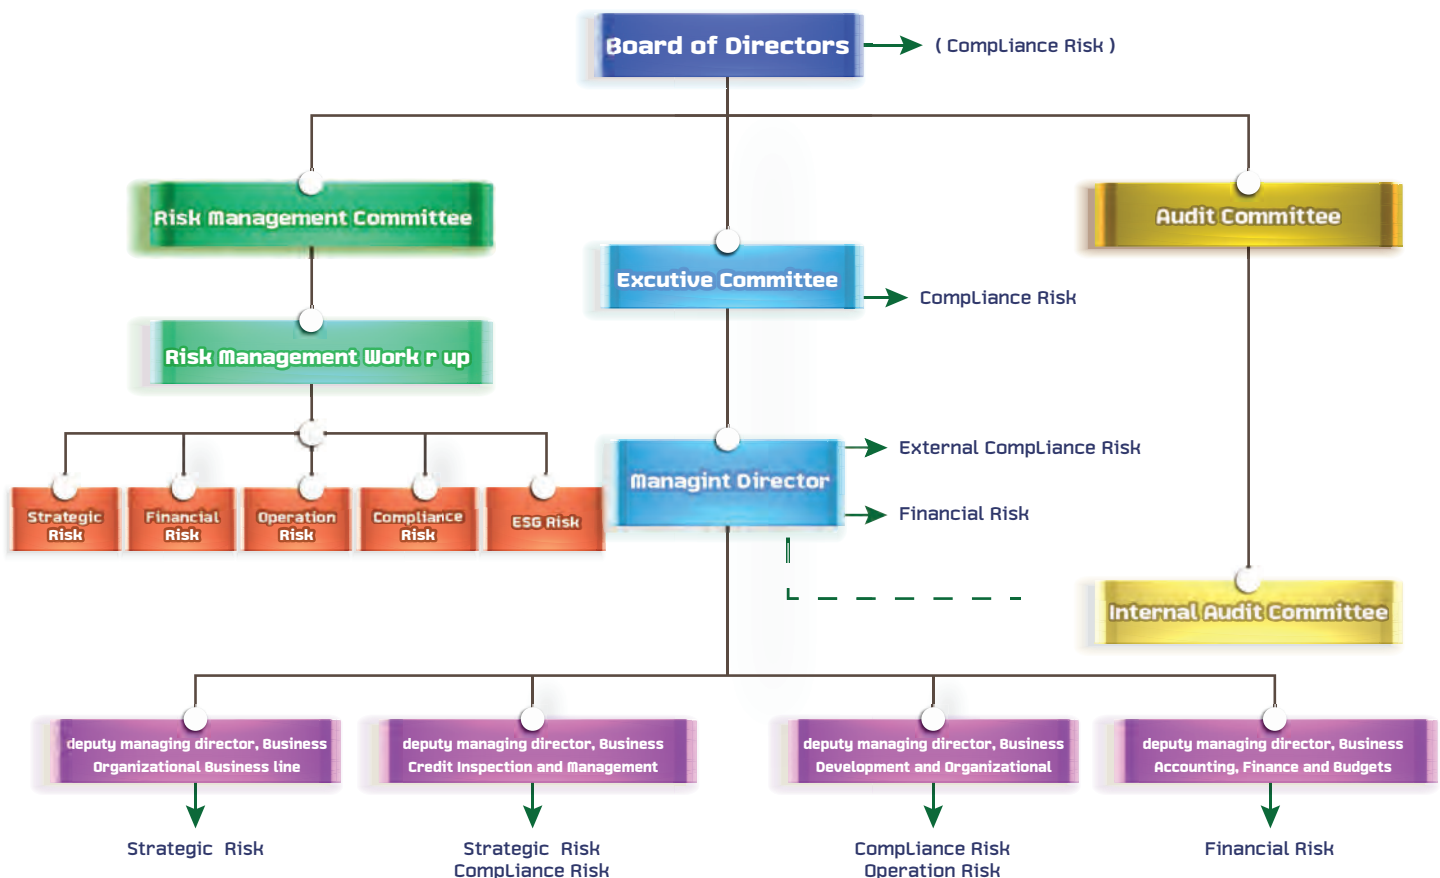 Board of Directors
( CompLiance Risk )
Risk Management Committee
Audit Committee
Excutive Committee
CompLiance Risk
Risk Management Work r up
External CompLiance Risk
Managint Director
Financial Risk
Strategic
Risk
Financial
Risk
Operation
Risk
Compliance
Risk
ESG Risk
Internal Audit Committee
deputy managing director, Business
Organizational Business line
deputy managing director, Business
Credit Inspection and Management
deputy managing director, Business
Development and Organizational
deputy managing director, Business
Accounting, Finance and Budgets
Strategic Risk
Strategic Risk
CompLiance Risk
CompLiance Risk
Operation Risk
Financial Risk